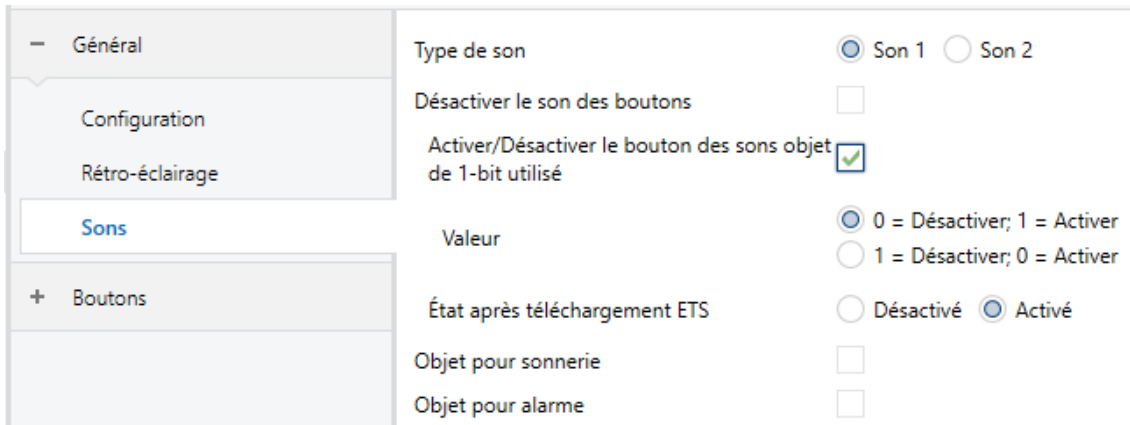 − Général
Configuration
Rétro-éclairage
Sons
+ Boutons
Type de son
Son 1 Son 2
Désactiver le son des boutons
Activer/Désactiver le bouton des sons objet
de 1-bit utilisé
Valeur
0 = Désactiver; 1 = Activer
1 = Désactiver; 0 = Activer
État après téléchargement ETS
Désactivé Activé
Objet pour sonnerie
Objet pour alarme